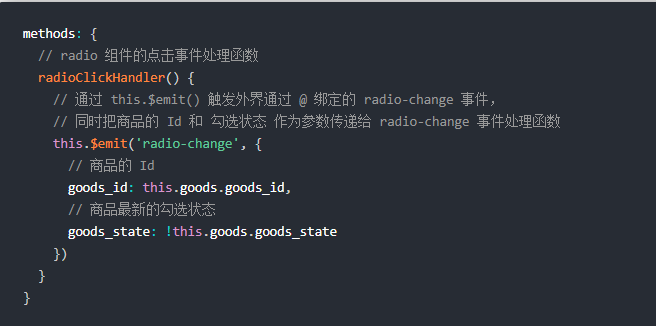 methods: {
  // radio 组件的点击事件处理函数
  radioClickHandler() {
    // 通过 this.$emit() 触发外界通过 @ 绑定的 radio-change 事件，
    // 同时把商品的 Id 和 勾选状态 作为参数传递给 radio-change 事件处理函数
    this.$emit('radio-change', {
      // 商品的 Id
      goods_id: this.goods.goods_id,
      // 商品最新的勾选状态
      goods_state: !this.goods.goods_state
    })
  }
}